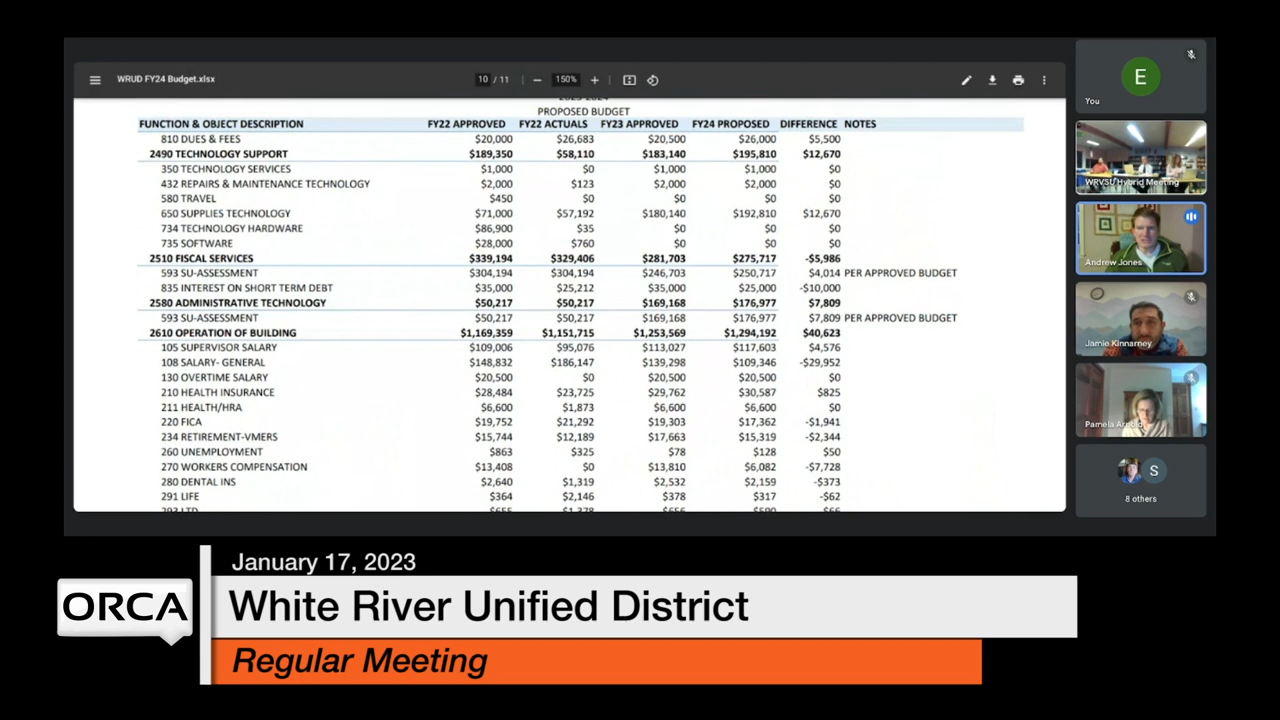 WRUD FY24 Budget.xlsx
10 / 11
150%
PROPOSED BUDGET
FUNCTION & OBJECT DESCRIPTION FY22 APPROVED FY22 ACTUALS FY23 APPROVED FY24 PROPOSED DIFFERENCE NOTES
810 DUES & FEES $20,000 $26,683 $20,500 $26,000 $5,500
2490 TECHNOLOGY SUPPORT $189,350 $58,110 $183,140 $195,810 $12,670
350 TECHNOLOGY SERVICES $1,000 $0 $1,000 $1,000 $0
432 REPAIRS & MAINTENANCE TECHNOLOGY $2,000 $123 $2,000 $2,000 $0
580 TRAVEL $450 $0 $0 $0 $0
650 SUPPLIES TECHNOLOGY $71,000 $57,192 $180,140 $192,810 $12,670
734 TECHNOLOGY HARDWARE $86,900 $35 $0 $0 $0
735 SOFTWARE $28,000 $760 $0 $0 $0
2510 FISCAL SERVICES $339,194 $329,406 $281,703 $275,717 -$5,986
593 SU-ASSESSMENT $304,194 $304,194 $246,703 $250,717 $4,014 PER APPROVED BUDGET
835 INTEREST ON SHORT TERM DEBT $35,000 $25,212 $35,000 $25,000 -$10,000
2580 ADMINISTRATIVE TECHNOLOGY $50,217 $50,217 $169,168 $176,977 $7,809
593 SU-ASSESSMENT $50,217 $50,217 $169,168 $176,977 $7,809 PER APPROVED BUDGET
2610 OPERATION OF BUILDING $1,169,359 $1,151,715 $1,253,569 $1,294,192 $40,623
105 SUPERVISOR SALARY $109,006 $95,076 $113,027 $117,603 $4,576
108 SALARY- GENERAL $148,832 $186,147 $139,298 $109,346 -$29,952
130 OVERTIME SALARY $20,500 $0 $20,500 $20,500 $0
210 HEALTH INSURANCE $28,484 $23,725 $29,762 $30,587 $825
211 HEALTH/HRA $6,600 $1,873 $6,600 $6,600 $0
220 FICA $19,752 $21,292 $19,303 $17,362 -$1,941
234 RETIREMENT-VMERS $15,744 $12,189 $17,663 $15,319 -$2,344
260 UNEMPLOYMENT $863 $325 $78 $128 $50
270 WORKERS COMPENSATION $13,408 $0 $13,810 $6,082 -$7,728
280 DENTAL INS $2,640 $1,319 $2,532 $2,159 -$373
291 LIFE $364 $2,146 $378 $317 -$62
E
You
WRVSU Hybrid Meeting
Andrew Jones
Jamie Kinnarney
Pamela
S
8 others
January 17, 2023
ORCA
White River Unified District
Regular Meeting